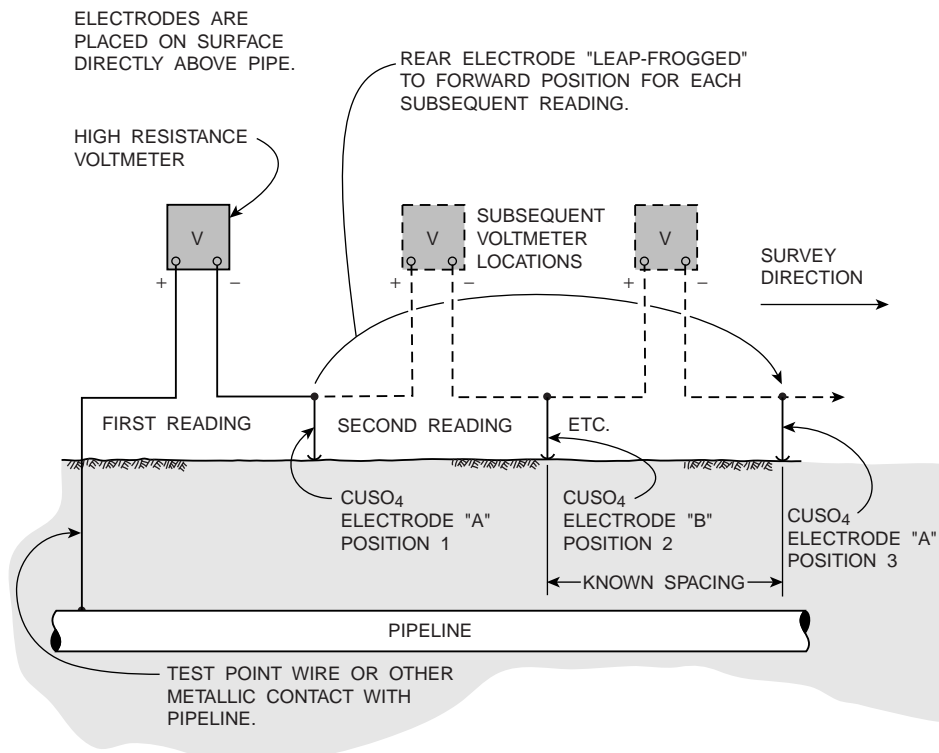 ELECTRODES ARE
PLACED ON SURFACE
DIRECTLY ABOVE PIPE.
REAR ELECTRODE "LEAP-FROGGED"
TO FORWARD POSITION FOR EACH
SUBSEQUENT READING.
HIGH RESISTANCE
VOLTMETER
V
+ –
V
+ –
SUBSEQUENT
VOLTMETER
LOCATIONS
V
+ –
SURVEY
DIRECTION
FIRST READING
SECOND READING
ETC.
CUSO4
ELECTRODE "A"
POSITION 1
CUSO4
ELECTRODE "B"
POSITION 2
CUSO4
ELECTRODE "A"
POSITION 3
KNOWN SPACING
PIPELINE
TEST POINT WIRE OR OTHER
METALLIC CONTACT WITH
PIPELINE.